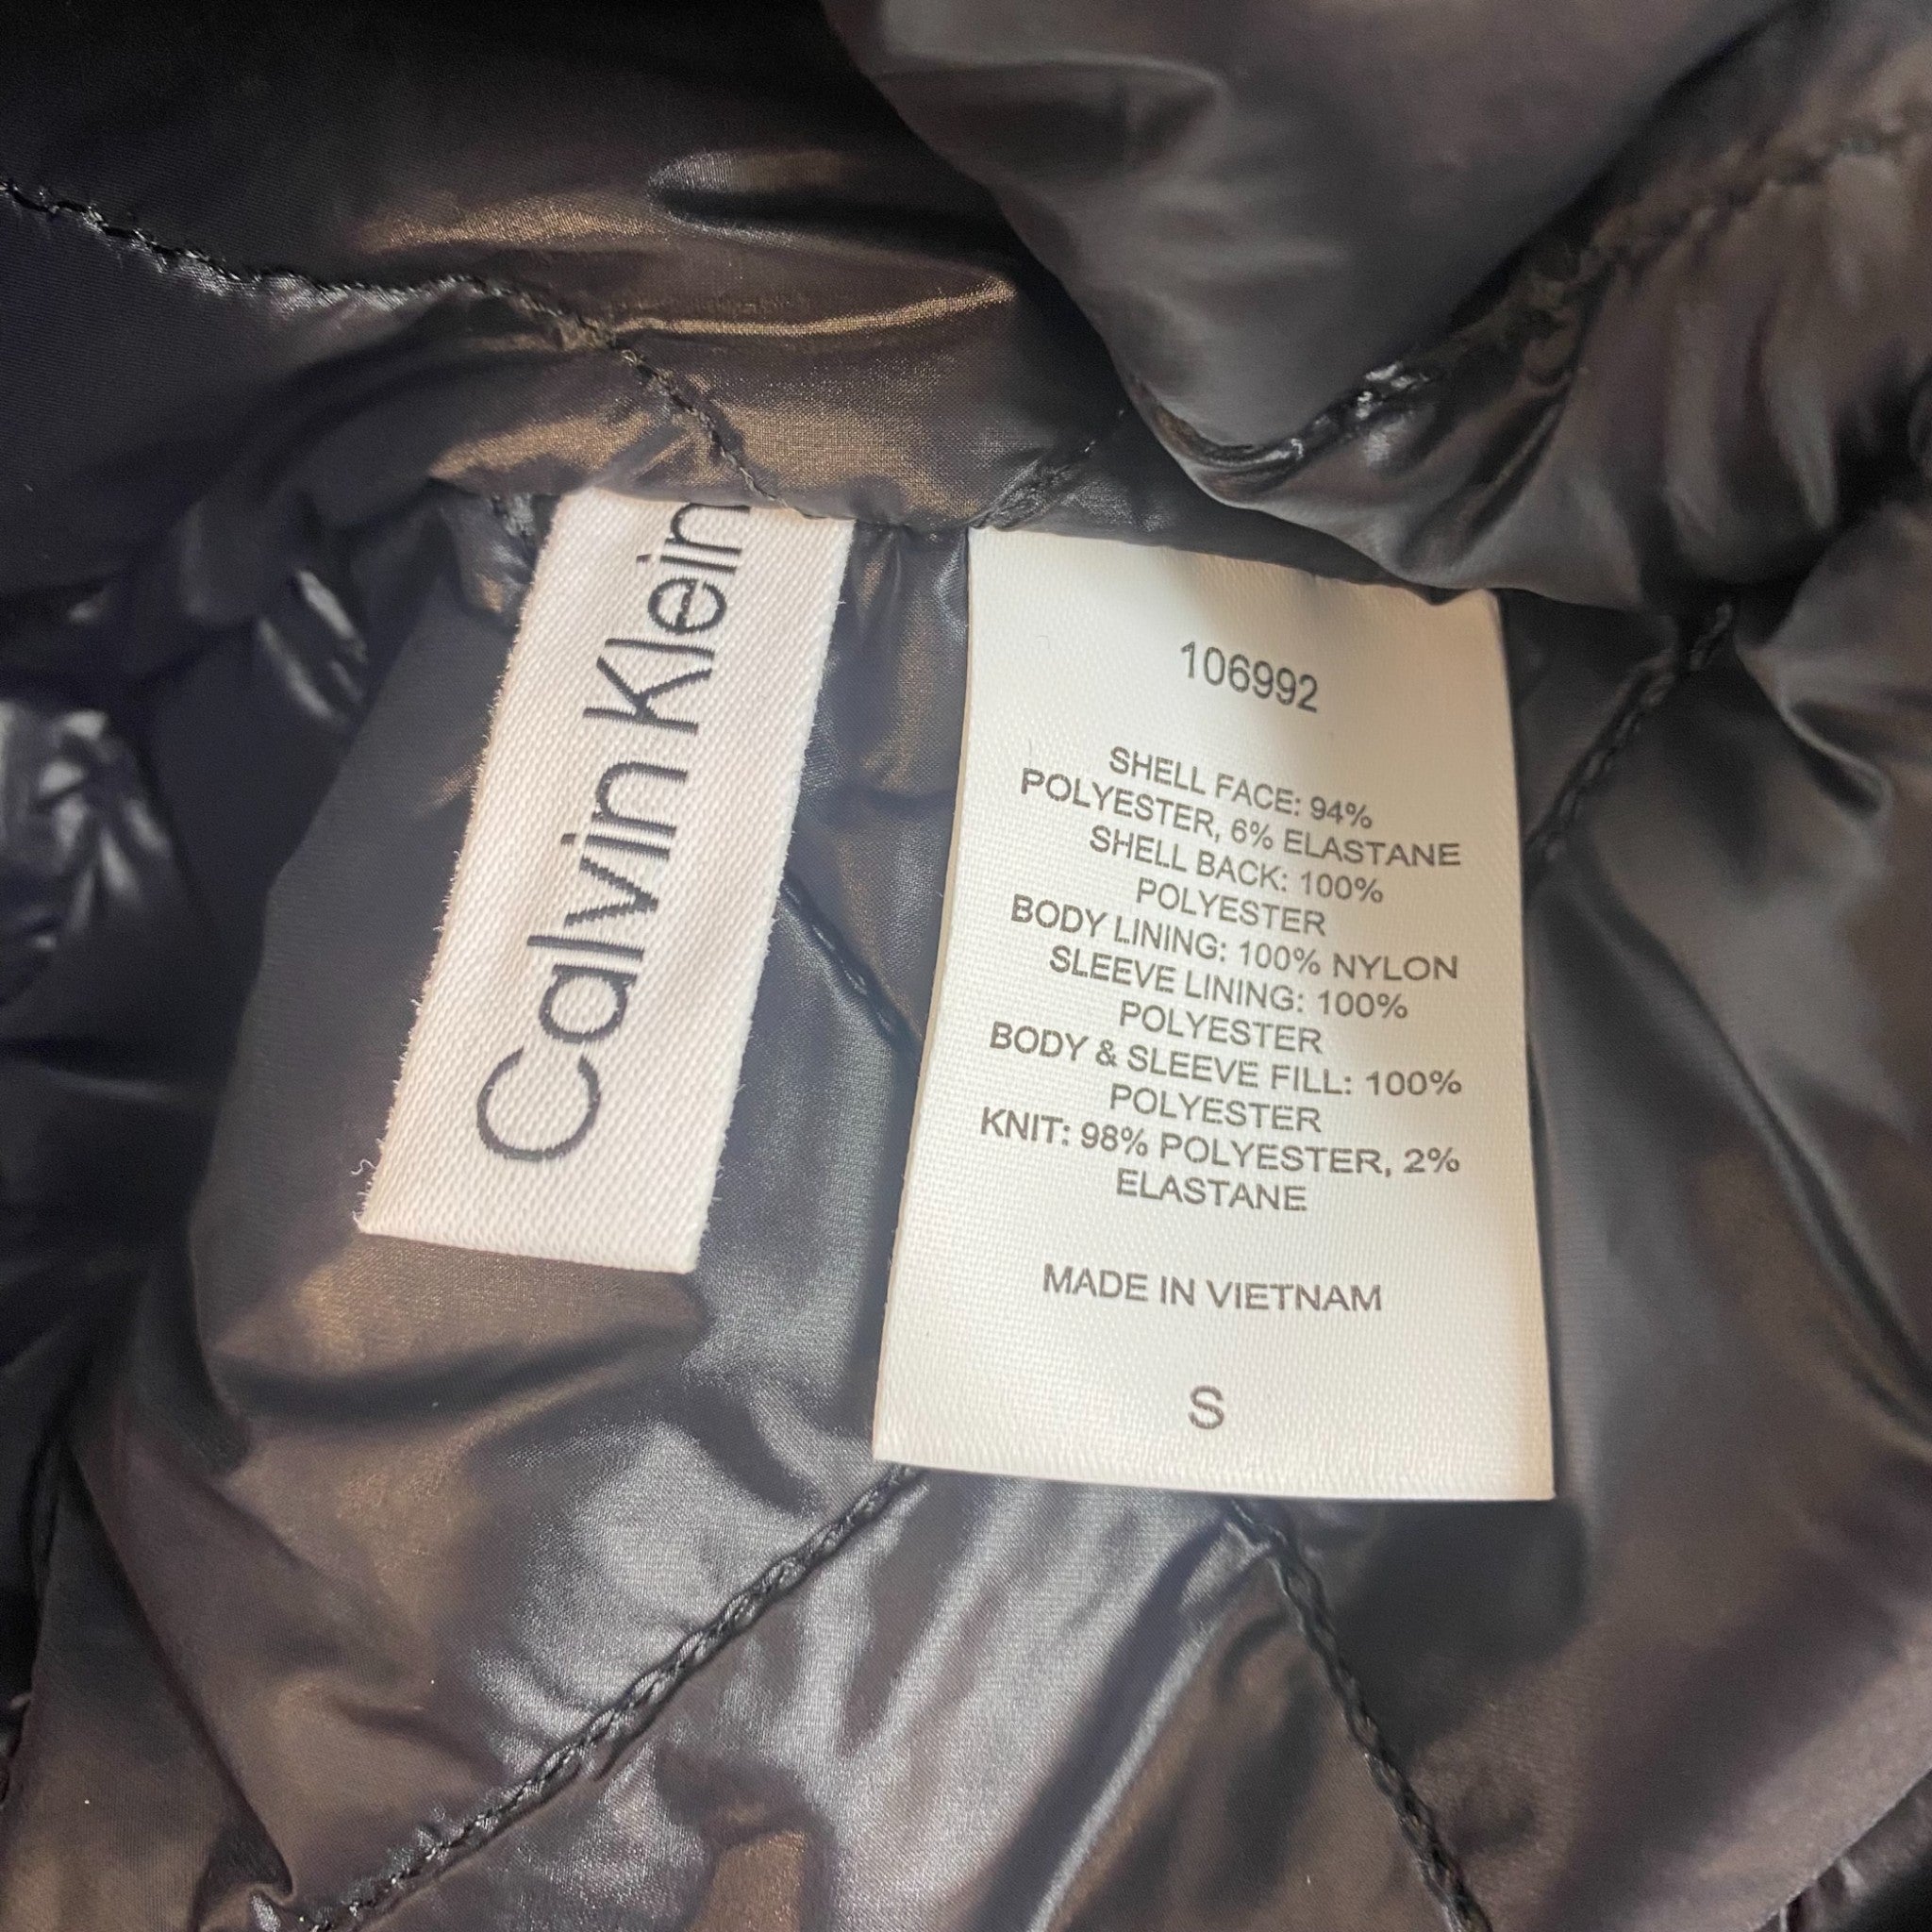 Calvin Klein
106992
SHELL FACE: 94%
POLYESTER, 6% ELASTANE
SHELL BACK: 100%
POLYESTER
BODY LINING: 100% NYLON
SLEEVE LINING: 100%
POLYESTER
BODY & SLEEVE FILL: 100%
POLYESTER
KNIT: 98% POLYESTER, 2%
ELASTANE
MADE IN VIETNAM
S